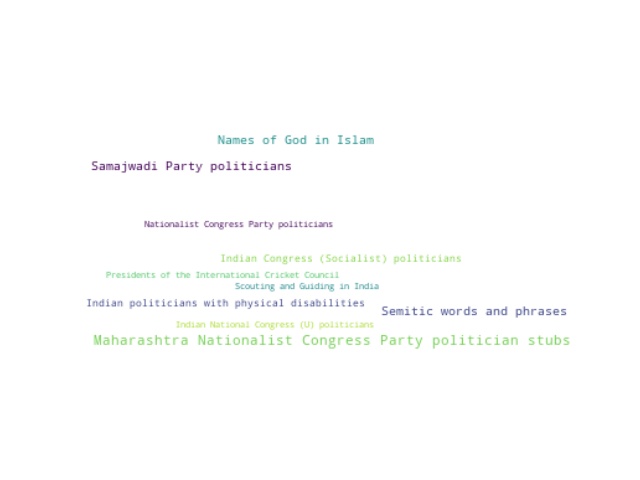 Names of God in Islam
Samajwadi Party politicians
Nationalist Congress Party politicians
Indian Congress (Socialist) politicians
Presidents of the International Cricket Council
Scouting and Guiding in India
Indian politicians with physical disabilities
Semitic words and phrases
Indian National Congress (U) politicians
Maharashtra Nationalist Congress Party politician stubs